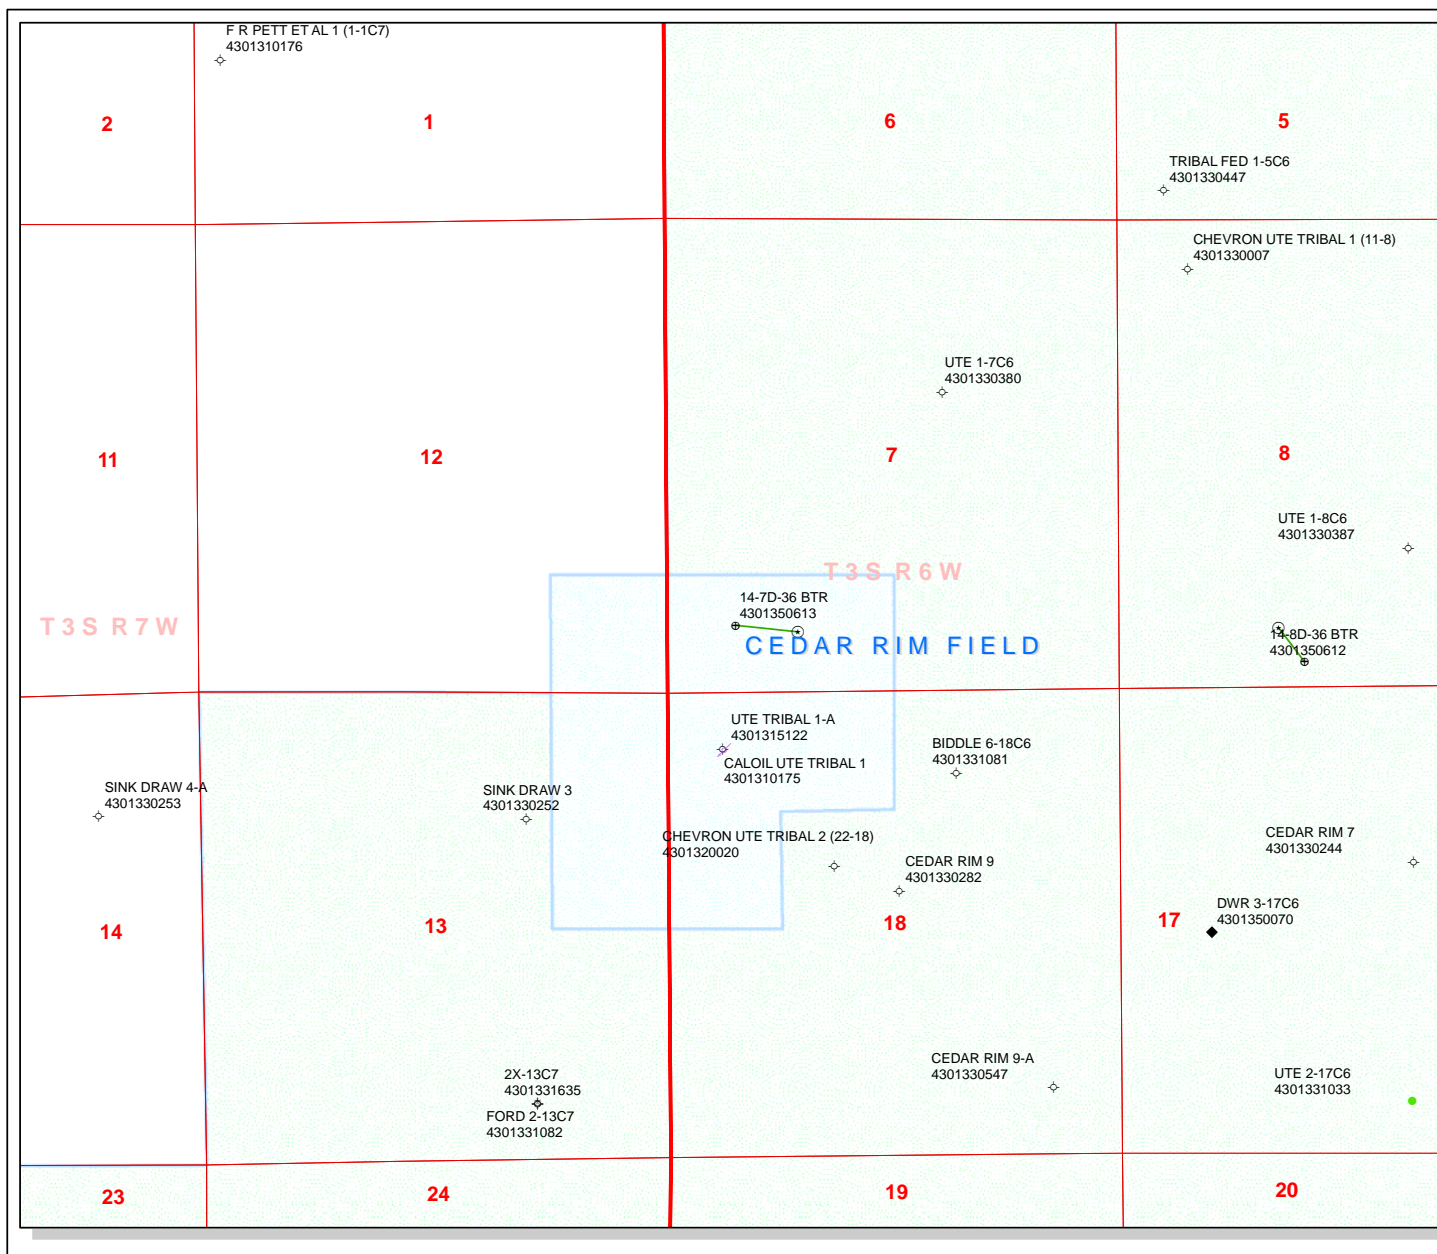 F R PETT ET AL 1 (1-1C7)
4301310176
2
1
6
5
TRIBAL FED 1-5C6
4301330447
CHEVRON UTE TRIBAL 1 (11-8)
4301330007
UTE 1-7C6
4301330380
11
12
7
8
UTE 1-8C6
4301330387
T3S R6W
14-7D-36 BTR
4301350613
T3S R7W
CEDAR RIM FIELD
14-8D-36 BTR
4301350612
UTE TRIBAL 1-A
4301315122
CALOIL UTE TRIBAL 1
4301310175
BIDDLE 6-18C6
4301331081
SINK DRAW 4-A
4301330253
SINK DRAW 3
4301330252
CHEVRON UTE TRIBAL 2 (22-18)
4301320020
CEDAR RIM 9
4301330282
CEDAR RIM 7
4301330244
DWR 3-17C6
4301350070
14
13
18
17
CEDAR RIM 9-A
4301330547
2X-13C7
4301331635
FORD 2-13C7
4301331082
UTE 2-17C6
4301331033
23
24
19
20